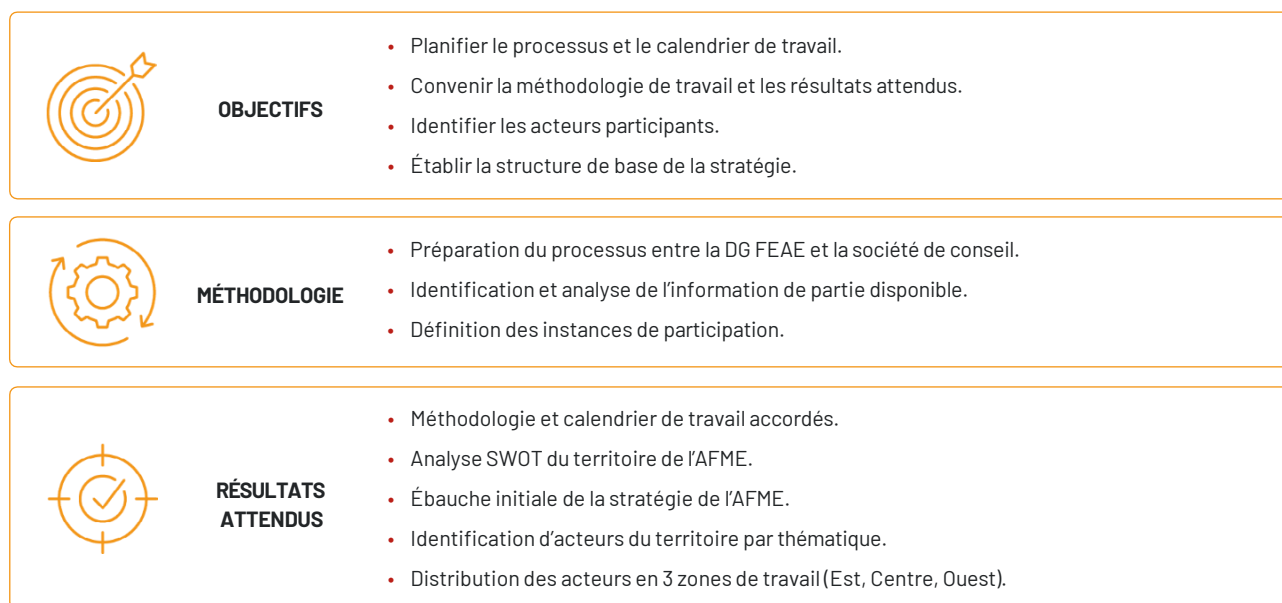 OBJECTIFS
• Planifier le processus et le calendrier de travail.
• Convenir la méthodologie de travail et les résultats attendus.
• Identifier les acteurs participants.
• Établir la structure de base de la stratégie.
MÉTHODOLOGIE
• Préparation du processus entre la DG FEAE et la société de conseil.
• Identification et analyse de l'information de partie disponible.
• Définition des instances de participation.
RÉSULTATS
ATTENDUS
• Méthodologie et calendrier de travail accordés.
• Analyse SWOT du territoire de l'AFME.
• Ébauche initiale de la stratégie de l'AFME.
• Identification d'acteurs du territoire par thématique.
• Distribution des acteurs en 3 zones de travail (Est, Centre, Ouest).